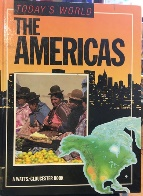 TODAY'S WORLD
THE
AMERICAS
A WATTS/GLOUCESTER BOOK